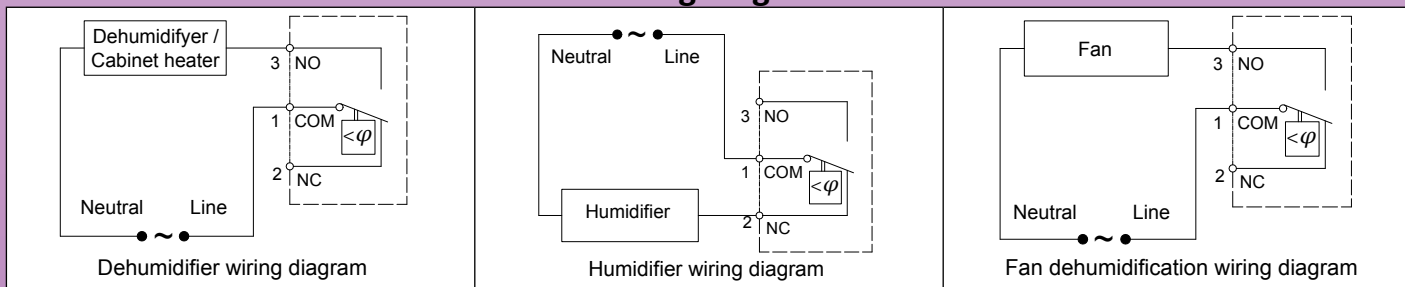 Dehumidifyer /
Cabinet heater
3 NO
1 COM
<φ
2 NC
Neutral Line
Dehumidifier wiring diagram
Neutral ~ Line
3 NO
1 COM
<φ
Humidifier
2 NC
Humidifier wiring diagram
Fan
3 NO
1 COM
<φ
2 NC
Neutral Line
~
Fan dehumidification wiring diagram